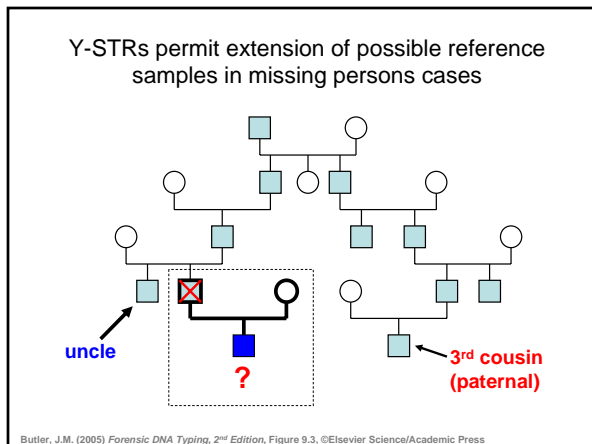 Y-STRs permit extension of possible reference
samples in missing persons cases
uncle
?
3rd cousin
(paternal)
Butler, J.M. (2005) Forensic DNA Typing, 2nd Edition, Figure 9.3, ©Elsevier Science/Academic Press